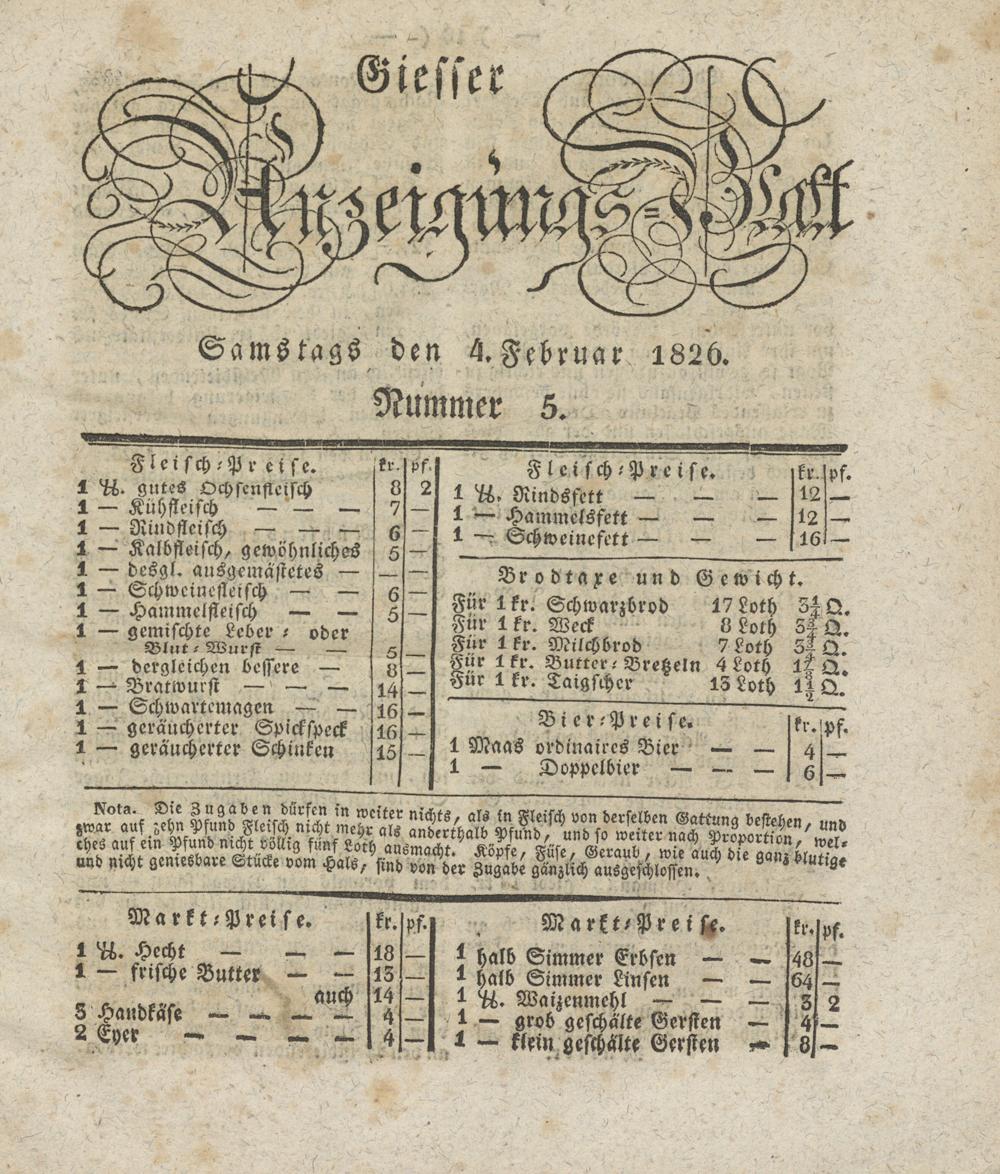 Giesser
Anzeigungs-Blatt
Samstags den 4. Februar 1826.
Nummer 5.
Fleisch-Preise. kr. pf.
1 ℔. gutes Ochsenfleisch 8 2
1 — Kühfleisch — — — 7 —
1 — Rindfleisch — — — 6 —
1 — Kalbfleisch, gewöhnliches 5 —
1 — desgl. ausgemästetes — — —
1 — Schweinefleisch — — 6 —
1 — Hammelfleisch — — 5 —
1 — gemischte Leber- oder
Blut-Wurst — — 5 —
1 — dergleichen bessere — 8 —
1 — Bratwurst — — — 14 —
1 — Schwartemagen — — 16 —
1 — geräucherter Spickspeck 16 —
1 — geräucherter Schinken 15 —
Fleisch-Preise. kr. pf.
1 ℔. Rindsfett — — — 12 —
1 — Hammelsfett — — — 12 —
1 — Schweinefett — — — 16 —
Brodtaxe und Gewicht.
Für 1 kr. Schwarzbrod 17 Loth 3¼ Q.
Für 1 kr. Weck 8 Loth Q.
Für 1 kr. Milchbrod 7 Loth Q.
Für 1 kr. Butter-Bretzeln 4 Loth Q.
Für 1 kr. Taigscher 13 Loth 1½ Q.
Bier-Preise. kr. pf.
1 Maas ordinaires Bier — — 4 —
1 — Doppelbier — — — 6 —
Nota. Die Zugaben dürfen in weiter nichts, als in Fleisch von derselben Gattung bestehen, und
zwar auf zehn Pfund Fleisch nicht mehr als anderthalb Pfund, und so weiter nach Proportion, wel-
ches auf ein Pfund nicht völlig fünf Loth ausmacht. Köpfe, Füse, Geraub, wie auch die ganz blutige
und nicht geniesbare Stücke vom Hals, sind von der Zugabe gänzlich ausgeschlossen.
Markt-Preise. kr. pf.
1 ℔. Hecht — — — 18 —
1 — frische Butter — — 13 —
auch 14 —
3 Handkäse — — — — 4 —
2 Eyer — — — — 4 —
Markt-Preise. kr. pf.
1 halb Simmer Erbsen — — 48 —
1 halb Simmer Linsen — — 64 —
1 ℔. Waizenmehl — — — 3 2
1 — grob geschälte Gersten — 4 —
1 — klein geschälte Gersten — 8 —